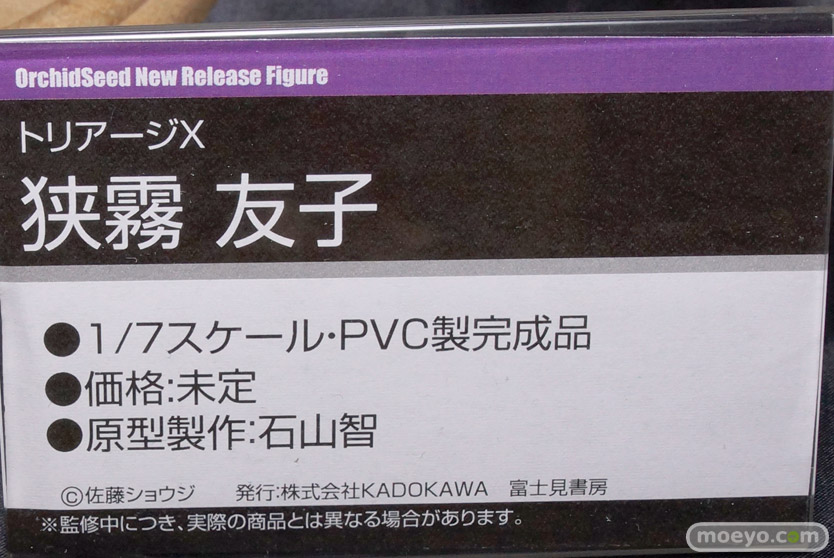 OrchidSeed New Release Figure
トリアージX
狭霧 友子
●1/7スケール・PVC製完成品
●価格:未定
●原型製作:石山智
©佐藤ショウジ　発行:株式会社KADOKAWA　富士見書房
※監修中につき、実際の商品とは異なる場合があります。
moeyo.com